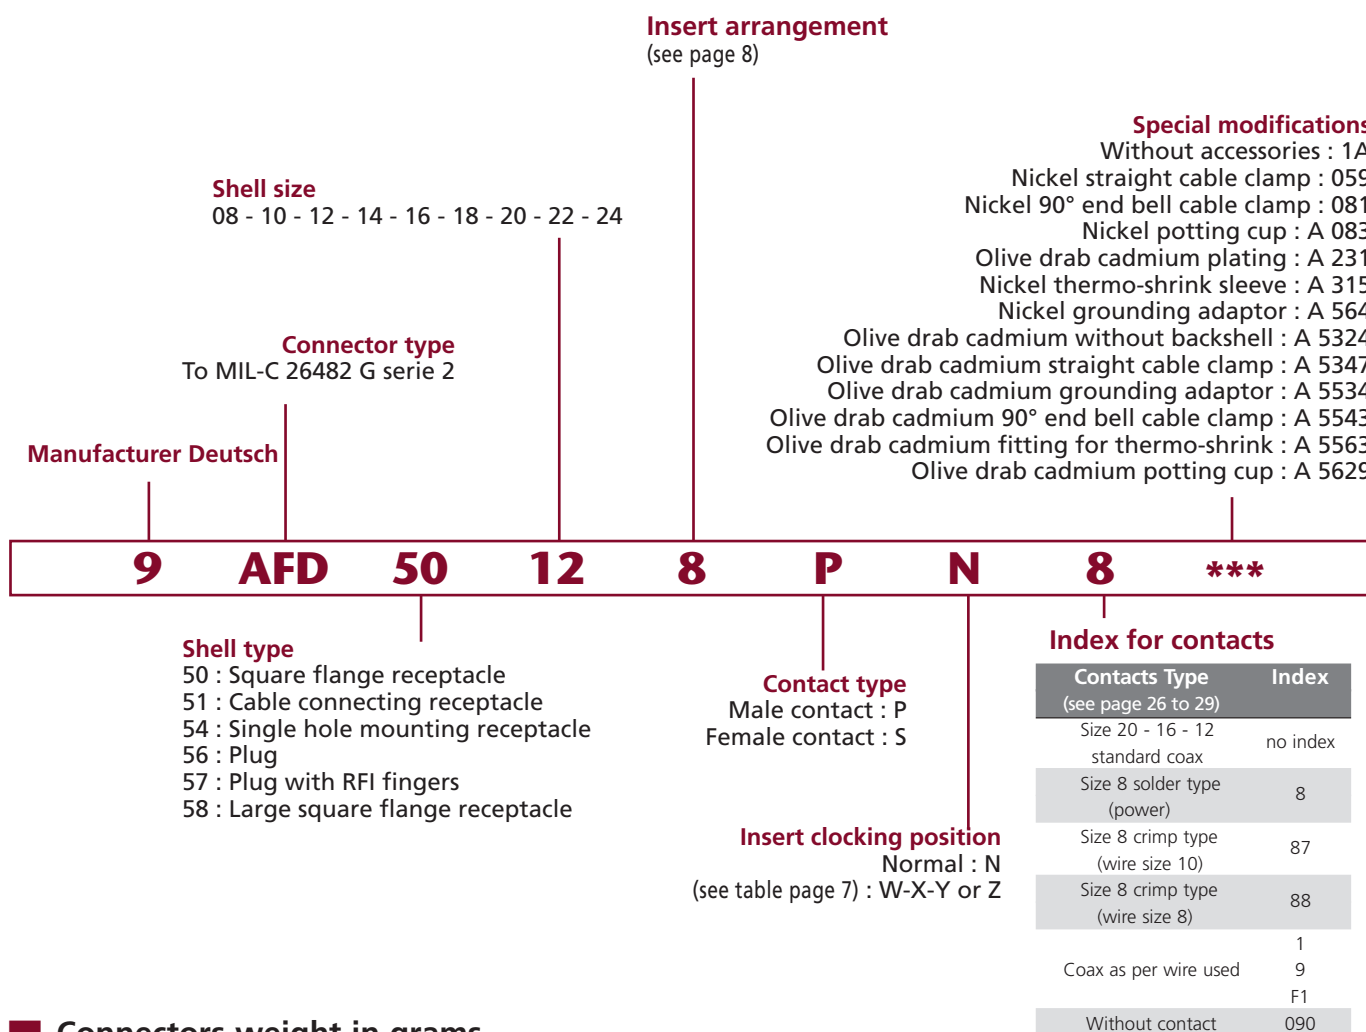 Insert arrangement
(see page 8)
Special modifications
Without accessories : 1A
Nickel straight cable clamp : 059
Nickel 90° end bell cable clamp : 081
Nickel potting cup : A 083
Olive drab cadmium plating : A 231
Nickel thermo-shrink sleeve : A 315
Nickel grounding adaptor : A 564
Olive drab cadmium without backshell : A 5324
Olive drab cadmium straight cable clamp : A 5347
Olive drab cadmium grounding adaptor : A 5534
Olive drab cadmium 90° end bell cable clamp : A 5543
Olive drab cadmium fitting for thermo-shrink : A 5563
Olive drab cadmium potting cup : A 5629
Shell size
08 - 10 - 12 - 14 - 16 - 18 - 20 - 22 - 24
Connector type
To MIL-C 26482 G serie 2
Manufacturer Deutsch
9 AFD 50 12 8 P N 8 ***
Shell type
50 : Square flange receptacle
51 : Cable connecting receptacle
54 : Single hole mounting receptacle
56 : Plug
57 : Plug with RFI fingers
58 : Large square flange receptacle
Contact type
Male contact : P
Female contact : S
Insert clocking position
Normal : N
(see table page 7) : W-X-Y or Z
Index for contacts
Contacts Type Index
(see page 26 to 29)
Size 20 - 16 - 12
standard coax
no index
Size 8 solder type
(power)
8
Size 8 crimp type
(wire size 10)
87
Size 8 crimp type
(wire size 8)
88
Coax as per wire used
1
9
F1
Without contact 090
Connectors weight in grams